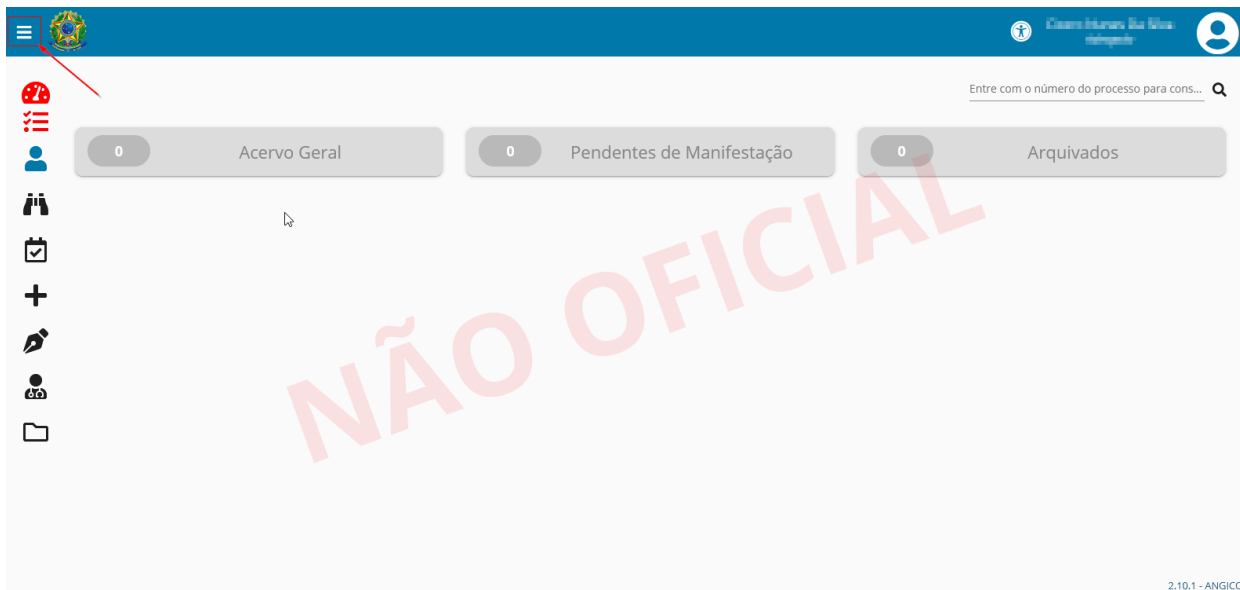 Entre com o número do processo para cons...
0 Acervo Geral
0 Pendentes de Manifestação
0 Arquivados
NÃO OFICIAL
2.10.1 - ANGICO